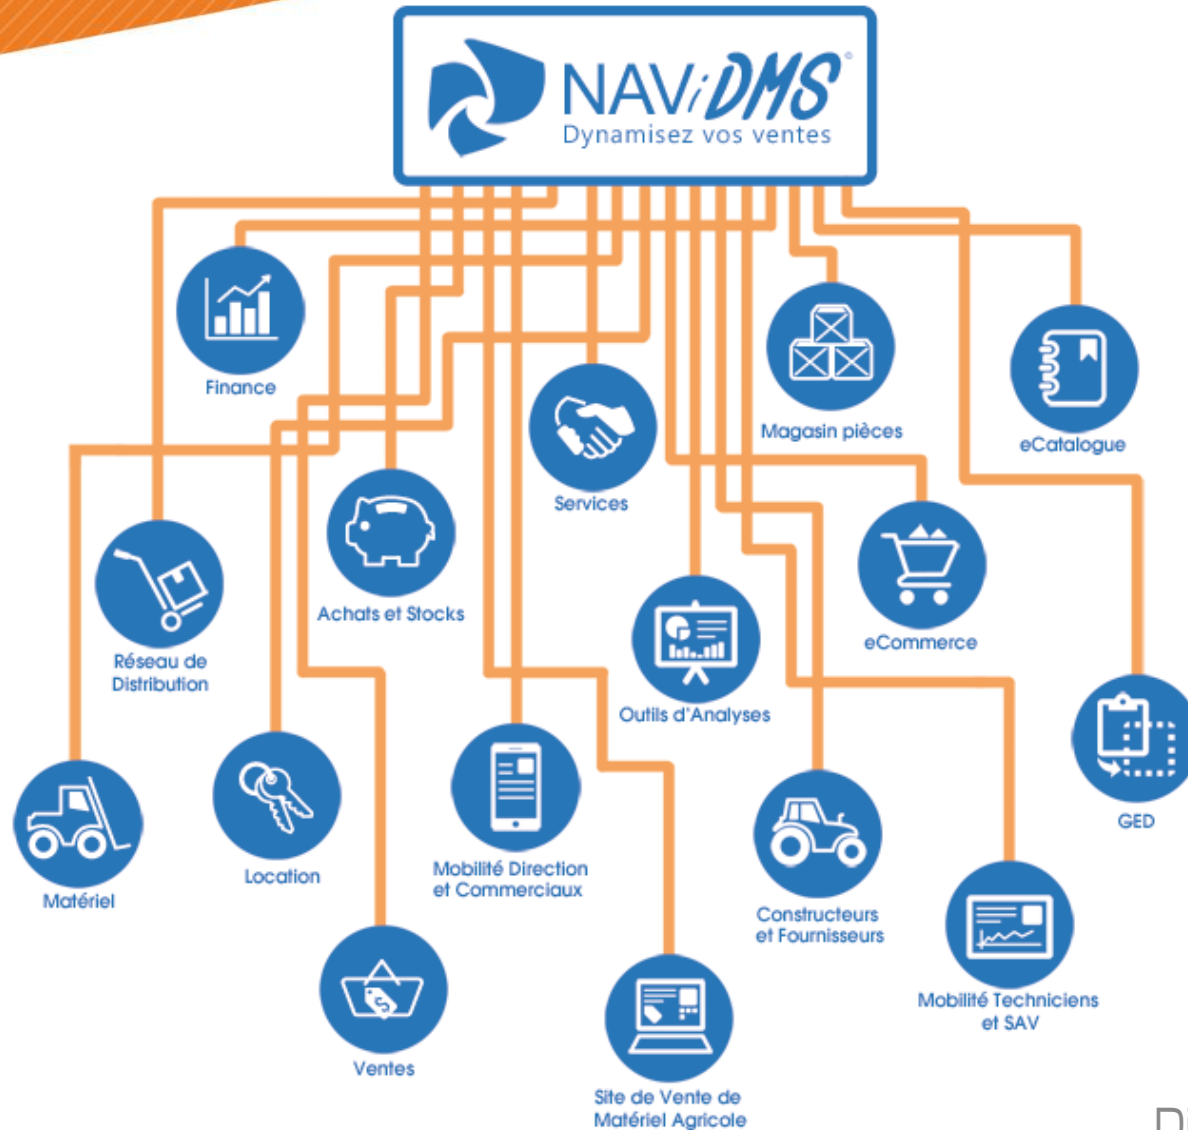 NAViDMS®
Dynamisez vos ventes
Finance
Magasin pièces
eCatalogue
Services
Achats et Stocks
eCommerce
Réseau de
Distribution
Outils d'Analyses
GED
Mobilité Direction
et Commerciaux
Location
Matériel
Constructeurs
et Fournisseurs
Mobilité Techniciens
et SAV
Ventes
Site de Vente de
Matériel Agricole